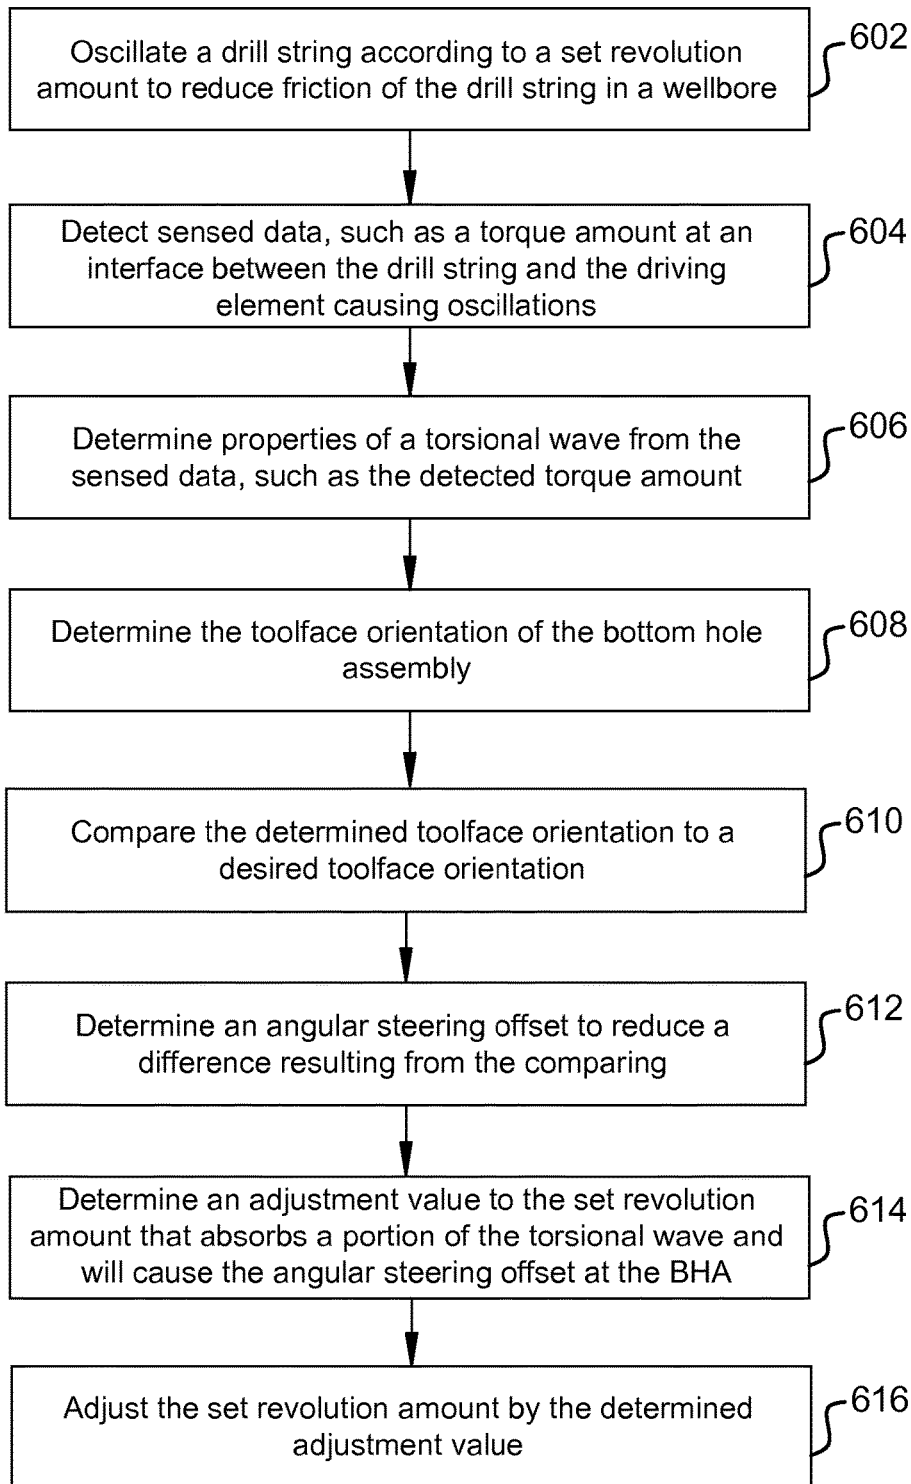 Oscillate a drill string according to a set revolution
amount to reduce friction of the drill string in a wellbore
602
Detect sensed data, such as a torque amount at an
interface between the drill string and the driving
element causing oscillations
604
Determine properties of a torsional wave from the
sensed data, such as the detected torque amount
606
Determine the toolface orientation of the bottom hole
assembly
608
Compare the determined toolface orientation to a
desired toolface orientation
610
Determine an angular steering offset to reduce a
difference resulting from the comparing
612
Determine an adjustment value to the set revolution
amount that absorbs a portion of the torsional wave and
will cause the angular steering offset at the BHA
614
Adjust the set revolution amount by the determined
adjustment value
616